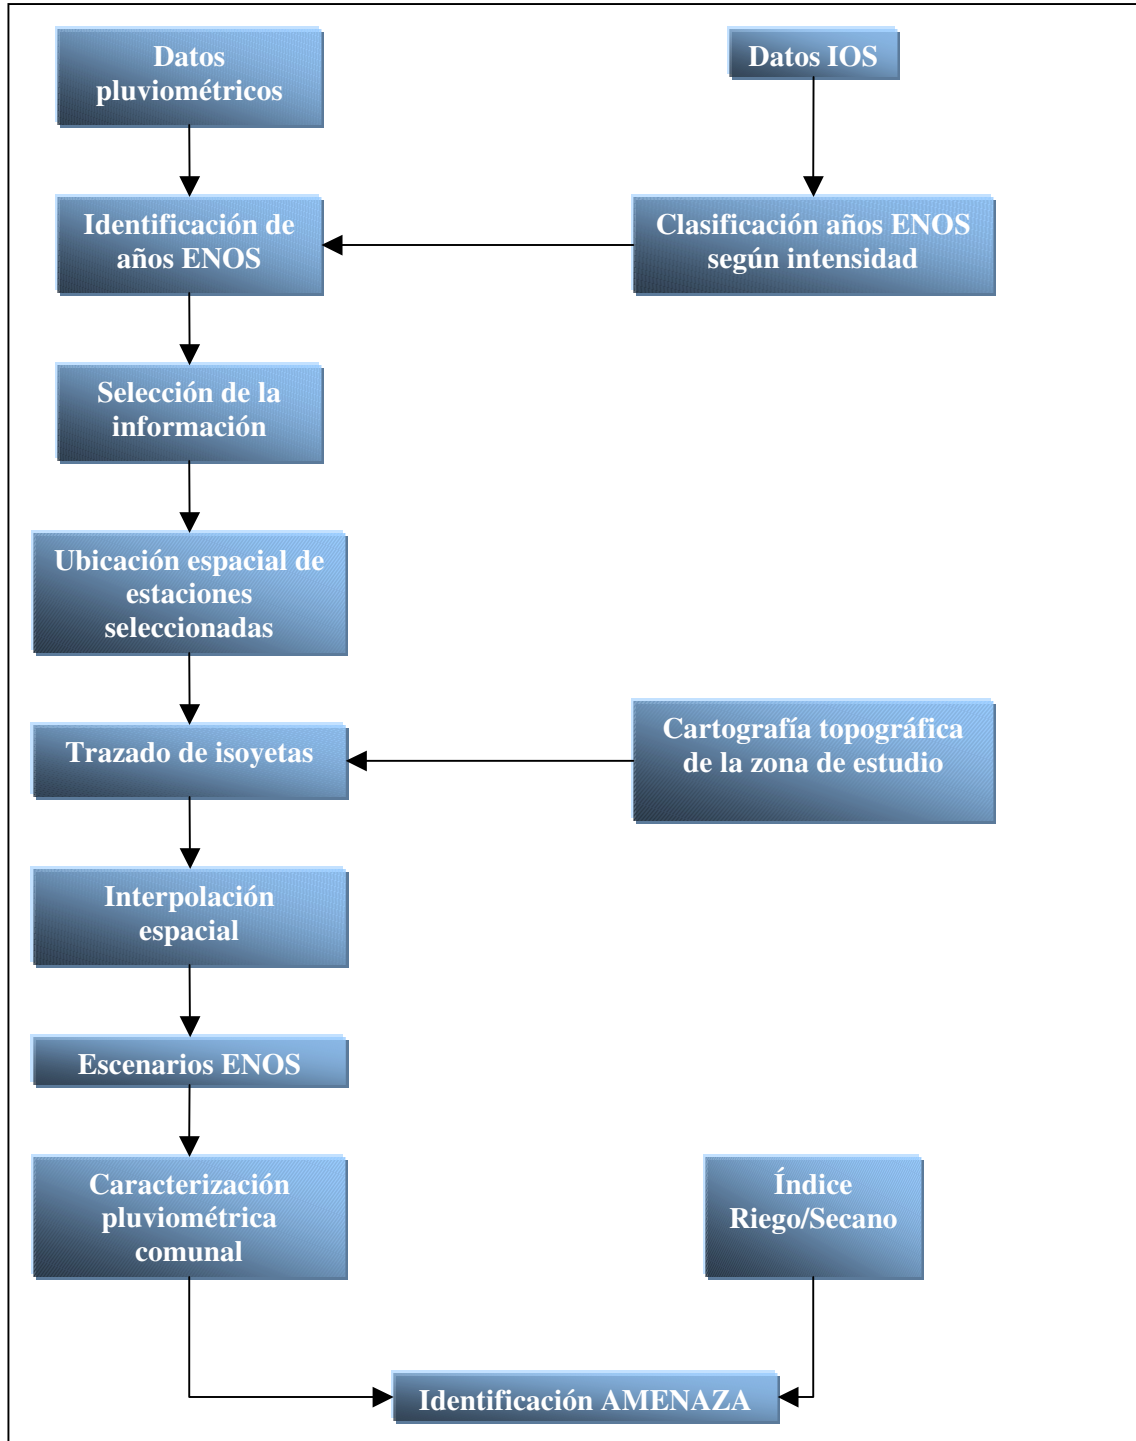 Datos
pluviométricos
Datos IOS
Identificación de
años ENOS
Clasificación años ENOS
según intensidad
Selección de la
información
Ubicación espacial de
estaciones
seleccionadas
Trazado de isoyetas
Cartografía topográfica
de la zona de estudio
Interpolación
espacial
Escenarios ENOS
Caracterización
pluviométrica
comunal
Índice
Riego/Secano
Identificación AMENAZA